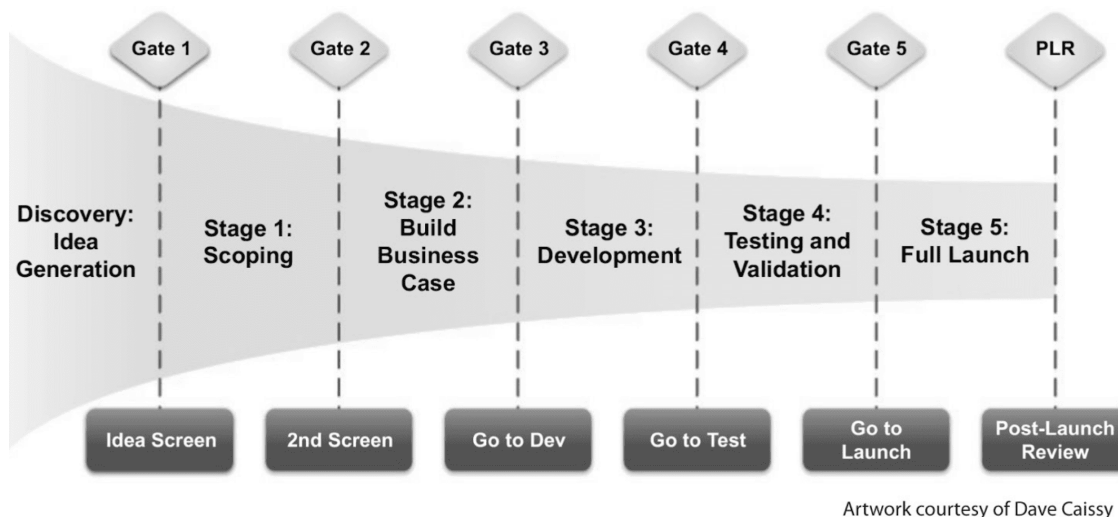 Gate 1
Gate 2
Gate 3
Gate 4
Gate 5
PLR
Discovery:
Idea
Generation
Stage 1:
Scoping
Stage 2:
Build
Business
Case
Stage 3:
Development
Stage 4:
Testing and
Validation
Stage 5:
Full Launch
Idea Screen
2nd Screen
Go to Dev
Go to Test
Go to
Launch
Post-Launch
Review
Artwork courtesy of Dave Caissy